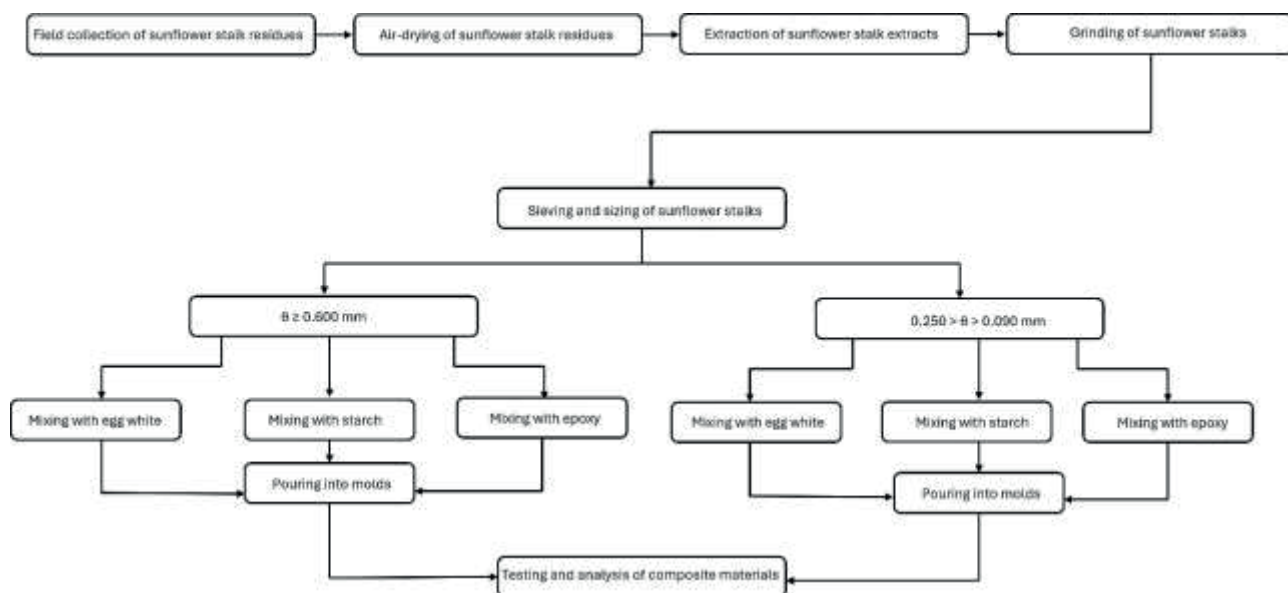 Field collection of sunflower stalk residues
Air-drying of sunflower stalk residues
Extraction of sunflower stalk extracts
Grinding of sunflower stalks
Sieving and sizing of sunflower stalks
θ ≥ 0.600 mm
0.250 > θ > 0.090 mm
Mixing with egg white
Mixing with starch
Mixing with epoxy
Mixing with egg white
Mixing with starch
Mixing with epoxy
Pouring into molds
Pouring into molds
Testing and analysis of composite materials